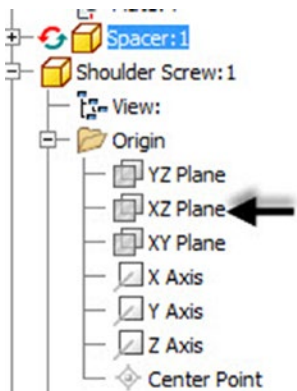 Spacer:1
Shoulder Screw:1
View:
Origin
YZ Plane
XZ Plane
XY Plane
X Axis
Y Axis
Z Axis
Center Point